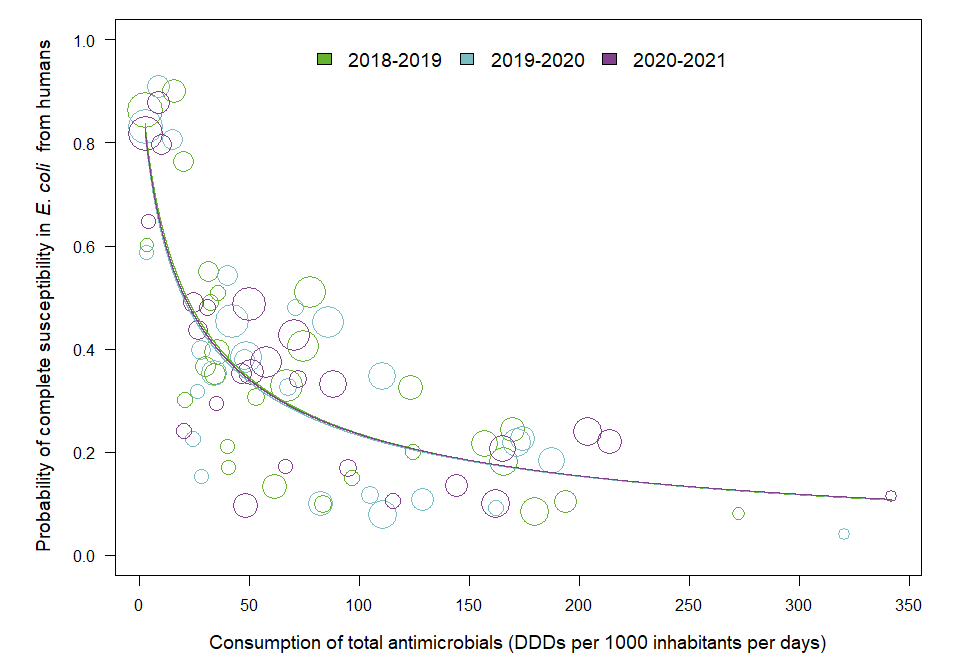 2018-2019 2019-2020 2020-2021
Probability of complete susceptibility in E. coli from humans
1.0
0.8
0.6
0.4
0.2
0.0
0 50 100 150 200 250 300 350
Consumption of total antimicrobials (DDDs per 1000 inhabitants per days)